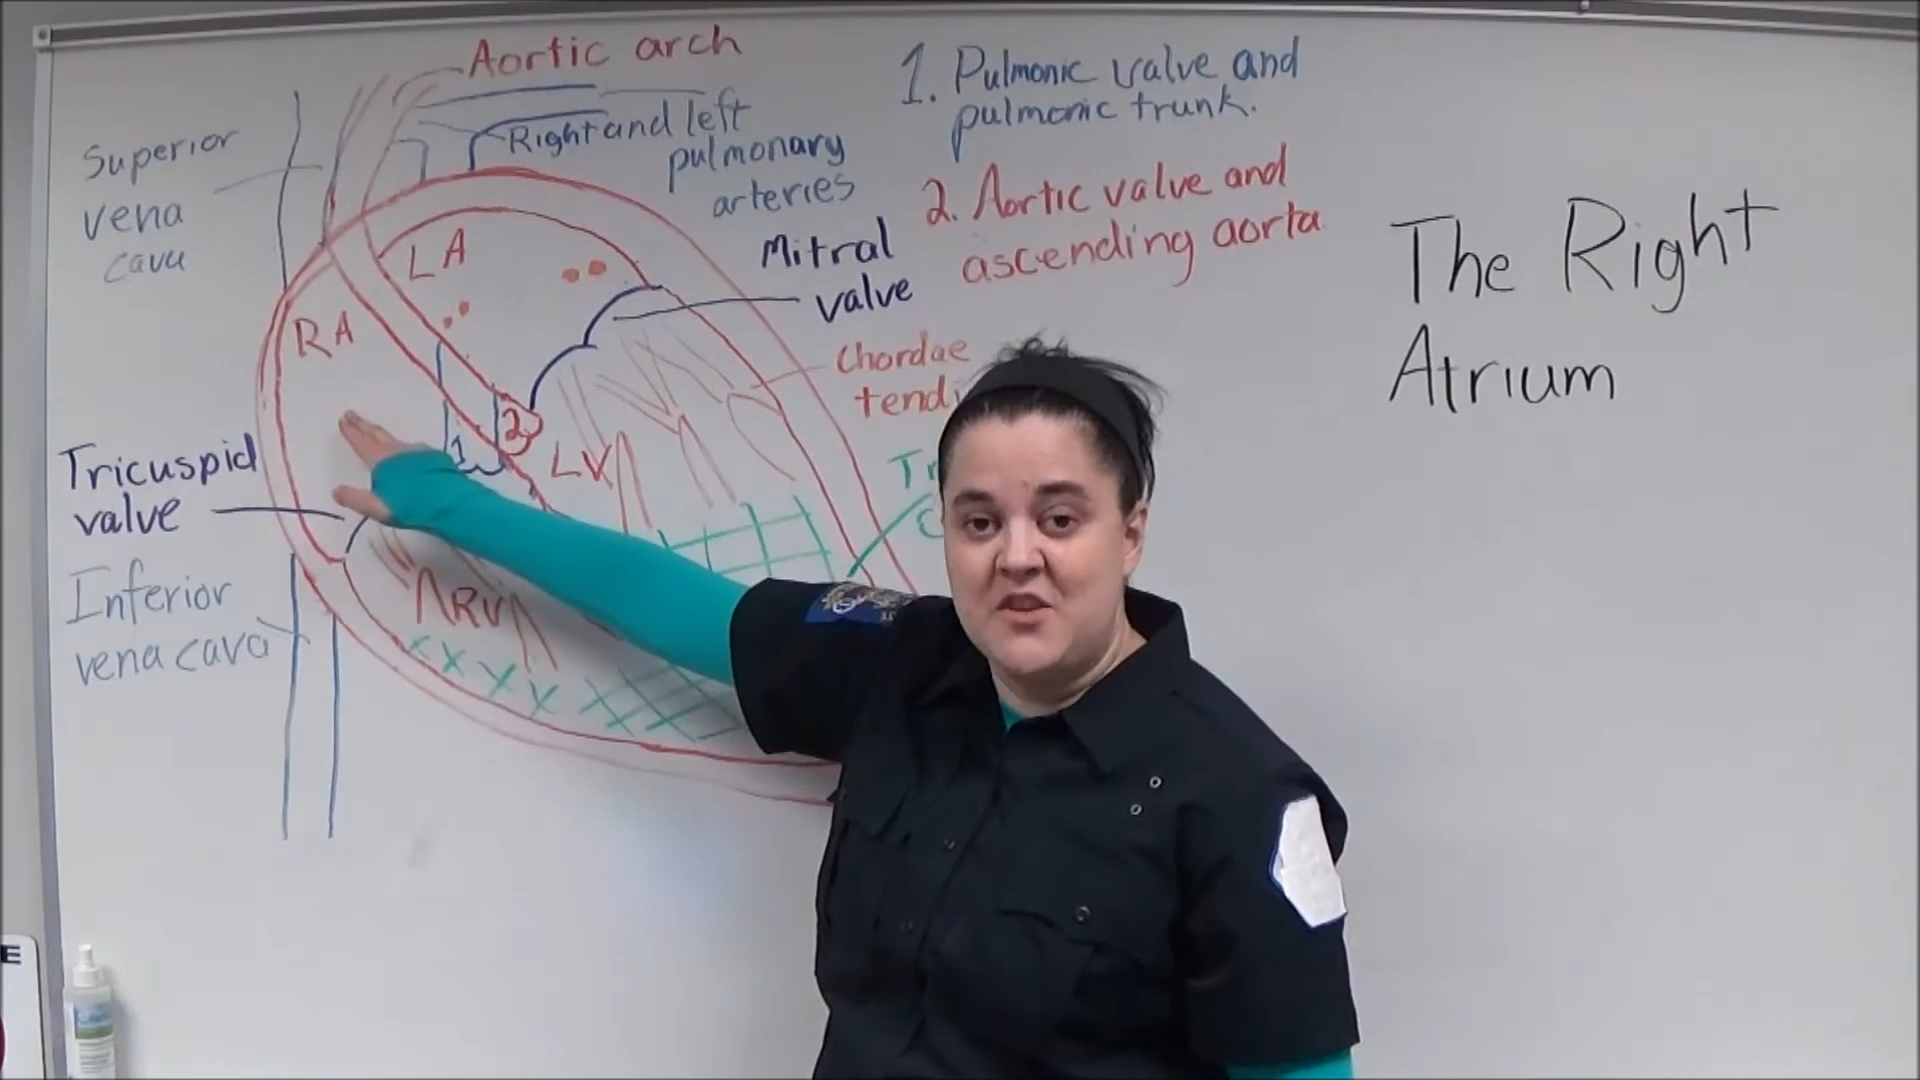 Aortic arch
Right and left
pulmonary
arteries
Superior
vena
cava
1. Pulmonic valve and
pulmonic trunk.
2. Aortic valve and
ascending aorta
The Right
Atrium
Mitral
valve
LA
RA
Chordae
1
2
LV
Tricuspid
valve
RV
Inferior
vena cava
E